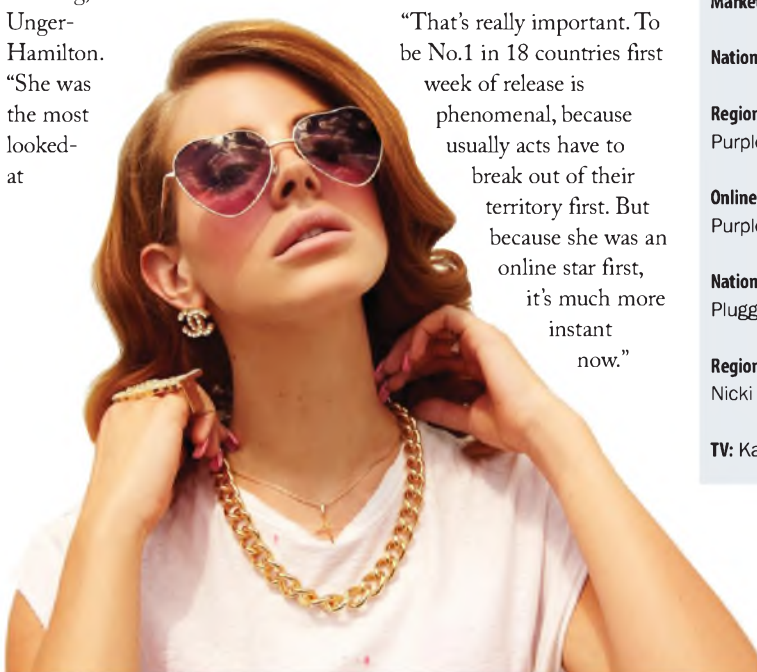 Unger-
Hamilton.
“She was
the most
looked-
at
“That’s really important. To
be No.1 in 18 countries first
week of release is
phenomenal, because
usually acts have to
break out of their
territory first. But
because she was an
online star first,
it’s much more
instant
now.”
Market
Nation
Region
Purple
Online
Purple
Nation
Plugg
Region
Nicki
TV: Ka